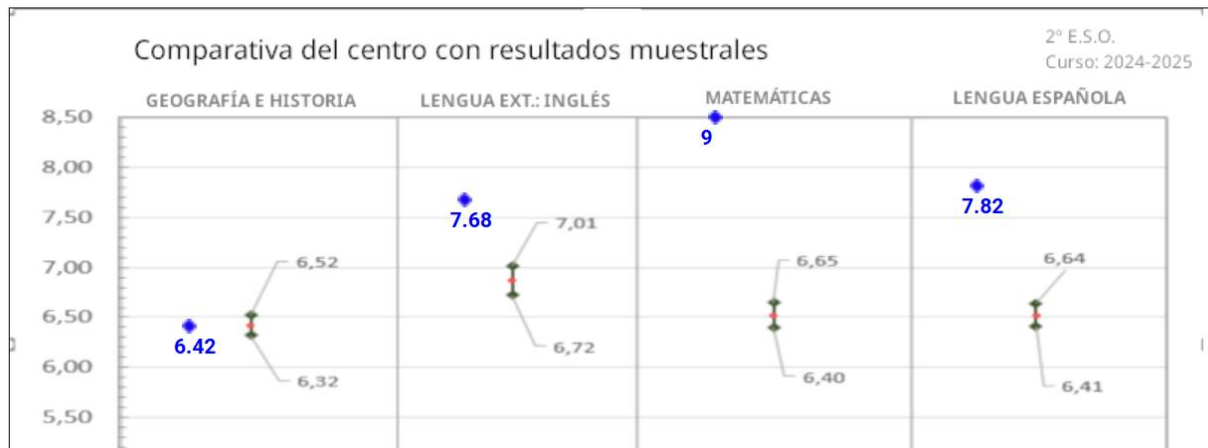 Comparativa del centro con resultados muestrales
2º E.S.O.
Curso: 2024-2025
GEOGRAFÍA E HISTORIA
LENGUA EXT.: INGLÉS
MATEMÁTICAS
LENGUA ESPAÑOLA
8,50
8,00
7,50
7,00
6,50
6,00
5,50
6.42
6,52
6,32
7.68
7,01
6,72
9
6,65
6,40
7.82
6,64
6,41